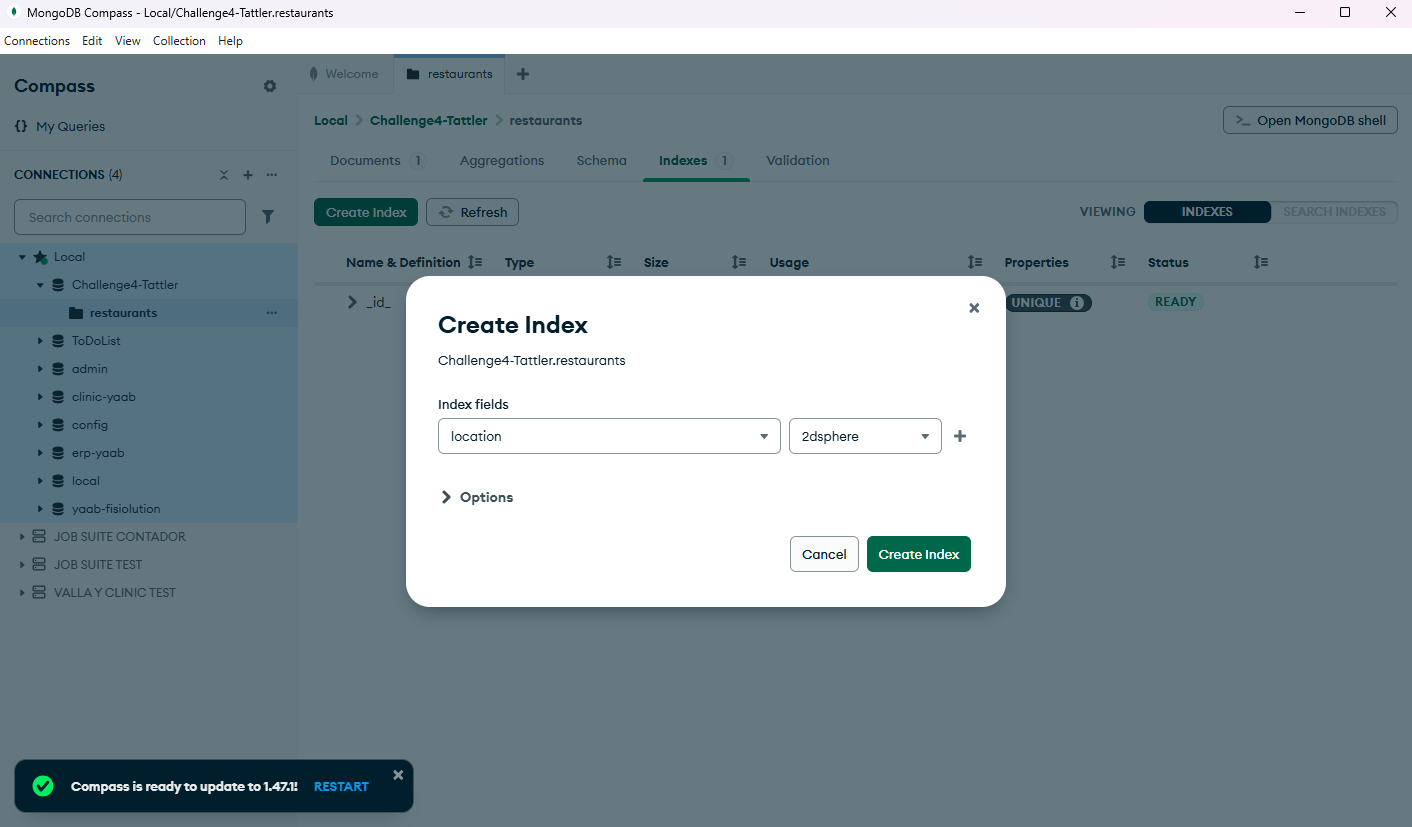 MongoDB Compass - Local/Challenge4-Tattler.restaurants
Connections Edit View Collection Help
Compass
{} My Queries
CONNECTIONS (4)
Search connections
Local
Challenge4-Tattler
restaurants
ToDoList
admin
clinic-yaab
config
erp-yaab
local
yaab-fisiolution
JOB SUITE CONTADOR
JOB SUITE TEST
VALLA Y CLINIC TEST
Welcome restaurants
Local > Challenge4-Tattler > restaurants
>_ Open MongoDB shell
Documents 1 Aggregations Schema Indexes 1 Validation
Create Index Refresh
VIEWING INDEXES SEARCH INDEXES
Name & Definition Type Size Usage Properties Status
_id_ UNIQUE READY
Create Index
Challenge4-Tattler.restaurants
Index fields
location 2dsphere
Options
Cancel Create Index
Compass is ready to update to 1.47.1! RESTART